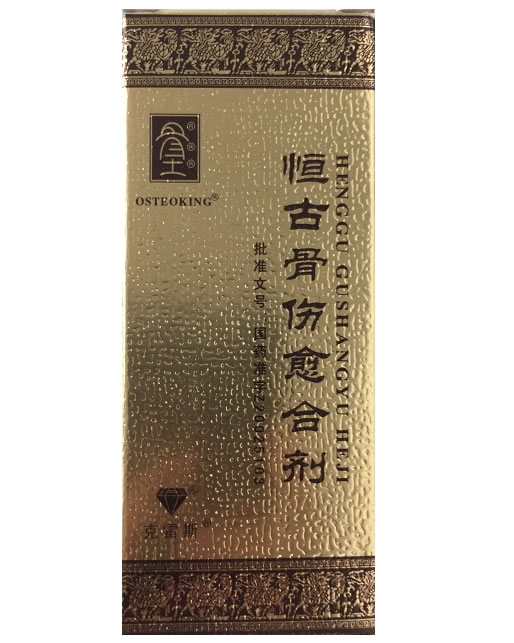 OSTEOKING®
恒古骨伤愈合剂
HENGGU GUSHANGYU HEJI
批准文号 国药准字Z20025103
克雷斯®